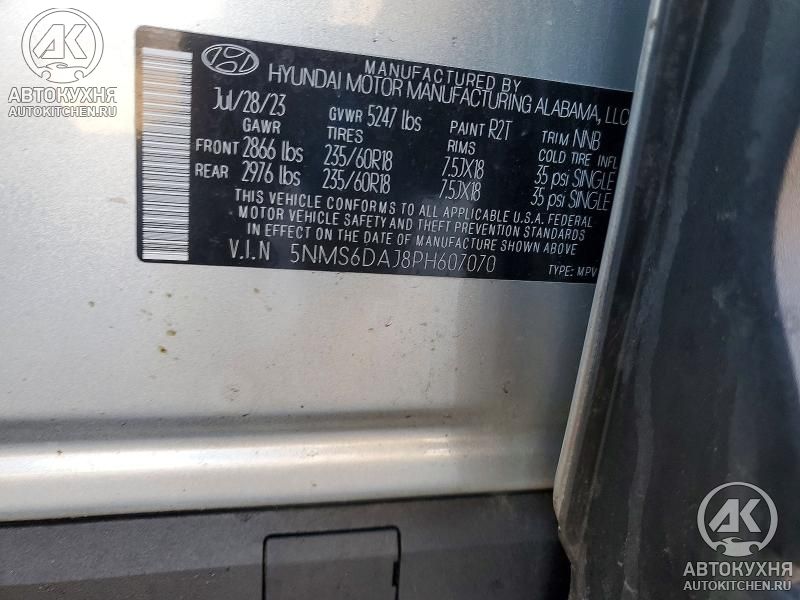 AK
АВТОКУХНЯ
AUTOKITCHEN.RU
MANUFACTURED BY
HYUNDAI MOTOR MANUFACTURING ALABAMA, LLC
Jul/28/23 GVWR 5247 lbs PAINT R2T TRIM NNB
GAWR TIRES RIMS COLD TIRE INFL
FRONT 2866 lbs 235/60R18 7.5JX18 35 psi SINGLE
REAR 2976 lbs 235/60R18 7.5JX18 35 psi SINGLE
THIS VEHICLE CONFORMS TO ALL APPLICABLE U.S.A. FEDERAL
MOTOR VEHICLE SAFETY AND THEFT PREVENTION STANDARDS
IN EFFECT ON THE DATE OF MANUFACTURE SHOWN ABOVE.
V.I.N 5NMS6DAJ8PH607070 TYPE: MPV
AK
АВТОКУХНЯ
AUTOKITCHEN.RU